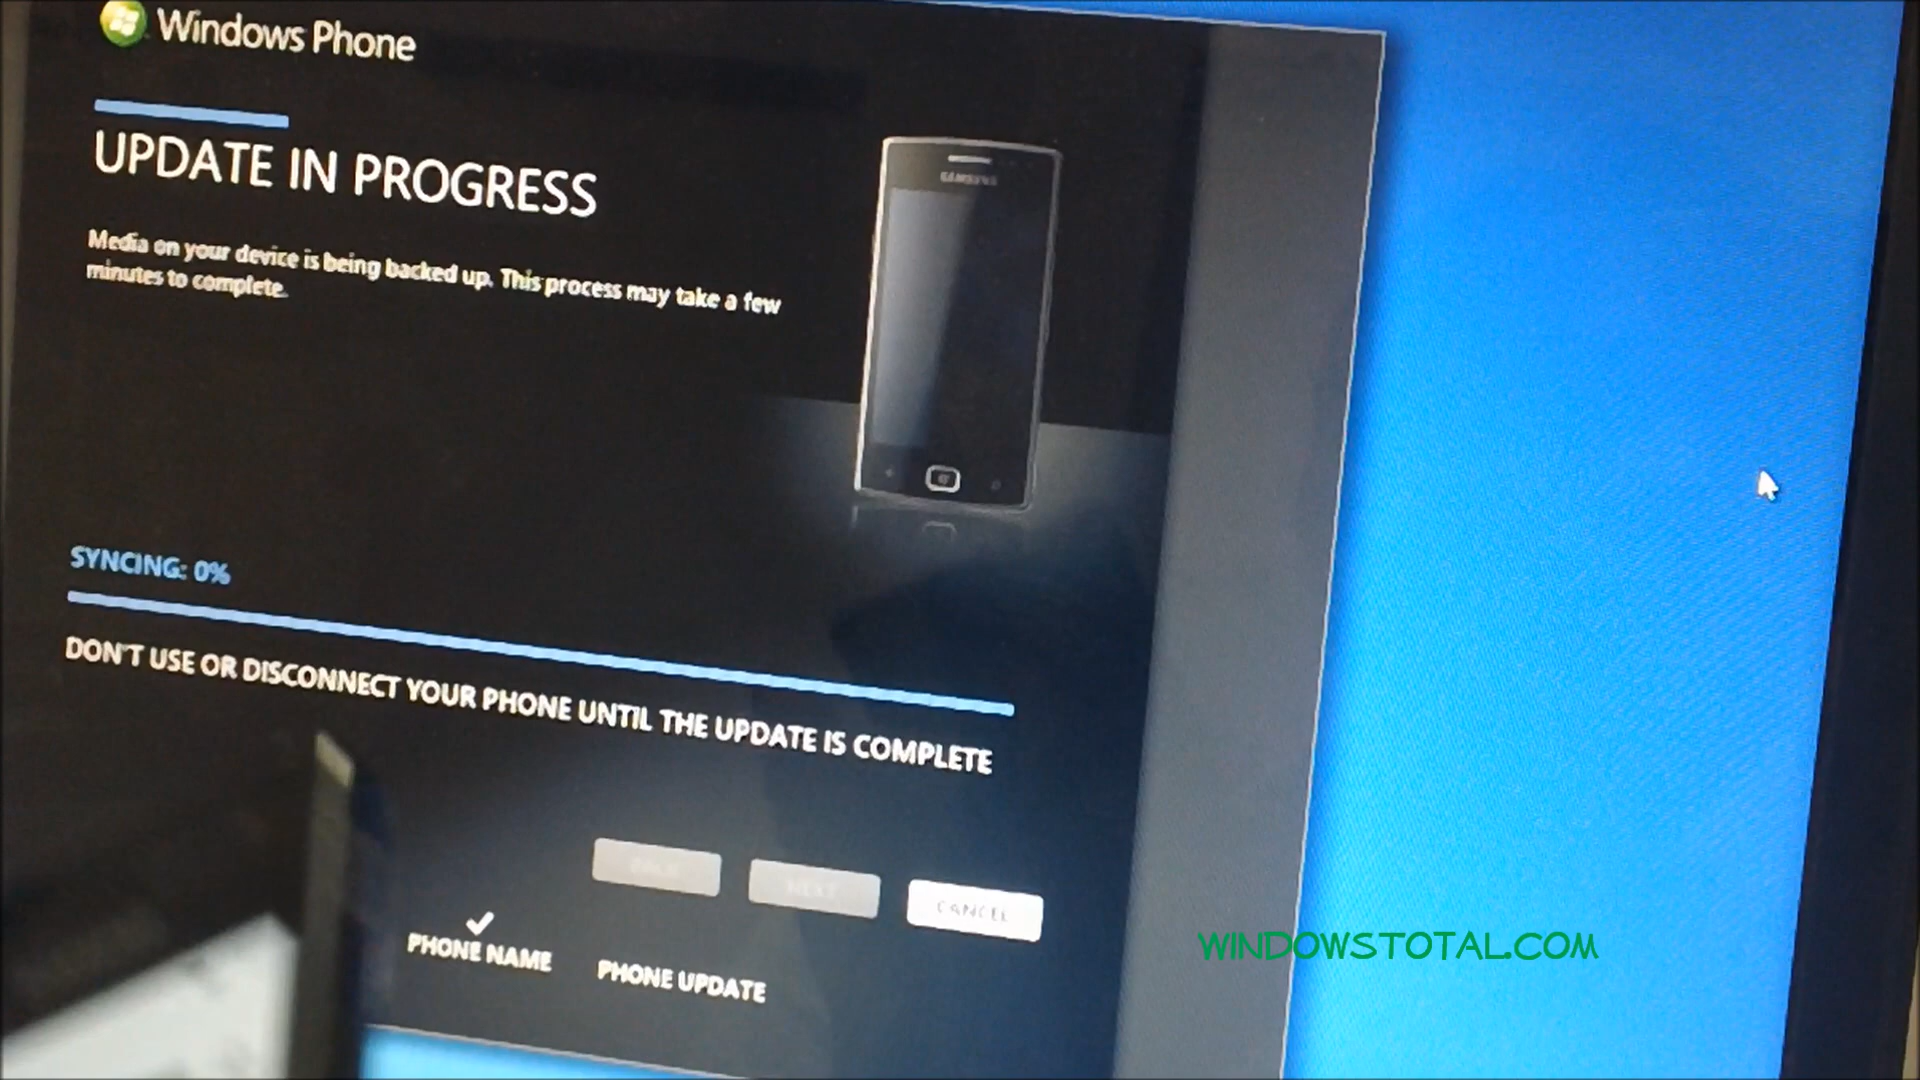 Windows Phone
UPDATE IN PROGRESS
SAMSUNG
Media on your device is being backed up. This process may take a few
minutes to complete.
SYNCING: 0%
DON'T USE OR DISCONNECT YOUR PHONE UNTIL THE UPDATE IS COMPLETE
BACK NEXT CANCEL
PHONE NAME PHONE UPDATE
WINDOWSTOTAL.COM